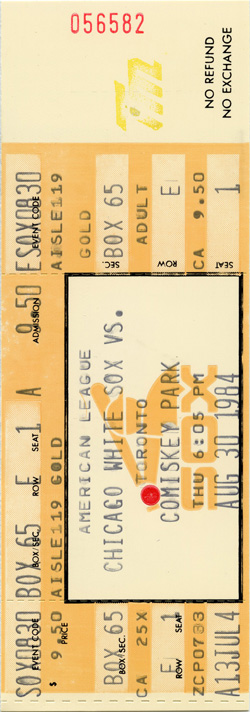 056582
NO REFUND
NO EXCHANGE
ESOX0830
EVENT CODE
AISLE119
GOLD
BOX 65
SEC.
ADULT
E
ROW
CA 9.50
1
SEAT
9.50
ADMISSION
A
1
SEAT
E
ROW
BOX 65
BOX/SEC.
SOX0830
EVENT CODE
AISLE119 GOLD
$ 9.50
PRICE
AMERICAN LEAGUE
CHICAGO WHITE SOX VS.
TORONTO
COMISKEY PARK
THU 6:05 PM
AUG 30 1984
SOX
BOX 65
BOX/SEC.
CA 25X
E 1
ROW SEAT
ZCP0733
A13JUL4